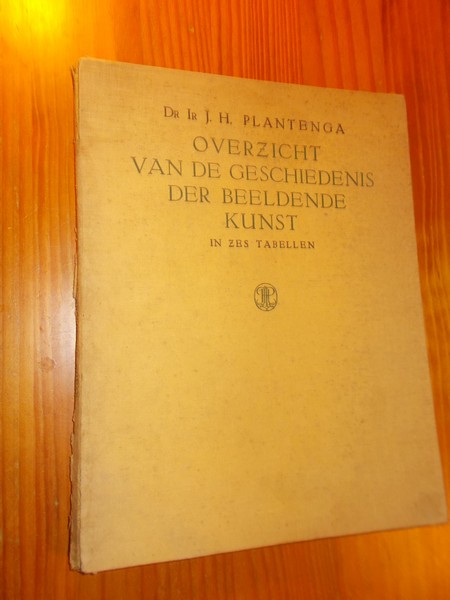 Dr Ir J. H. PLANTENGA
OVERZICHT
VAN DE GESCHIEDENIS
DER BEELDENDE
KUNST
IN ZES TABELLEN